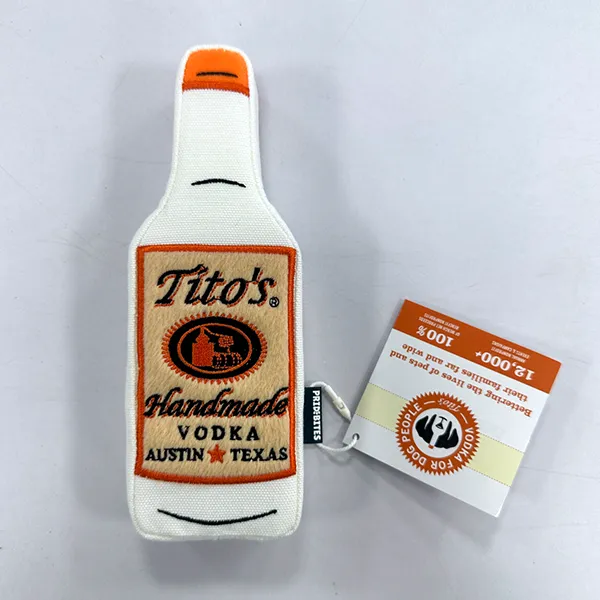 Tito's®
Handmade
VODKA
AUSTIN ★ TEXAS
PRIDEBITES
VODKA FOR DOG PEOPLE
Bettering the lives of pets and
their families far and wide
12,000+
100%